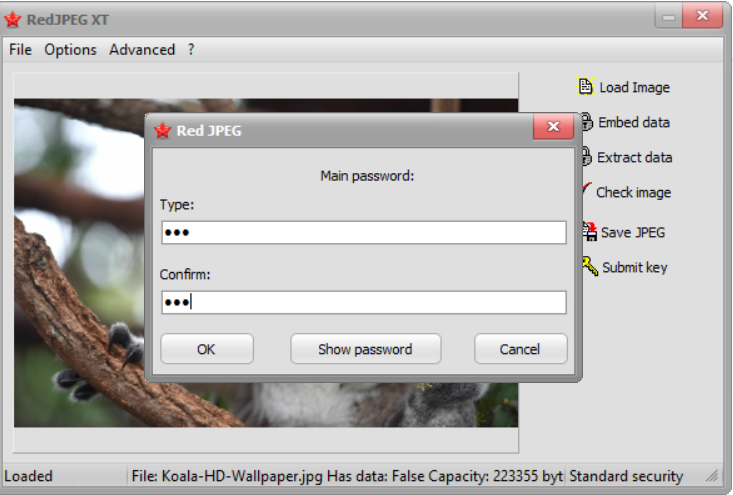 RedJPEG XT
File Options Advanced ?
Load Image
Embed data
Extract data
Check image
Save JPEG
Submit key
Red JPEG
Main password:
Type:
•••
Confirm:
•••
OK Show password Cancel
Loaded File: Koala-HD-Wallpaper.jpg Has data: False Capacity: 223355 byt Standard security